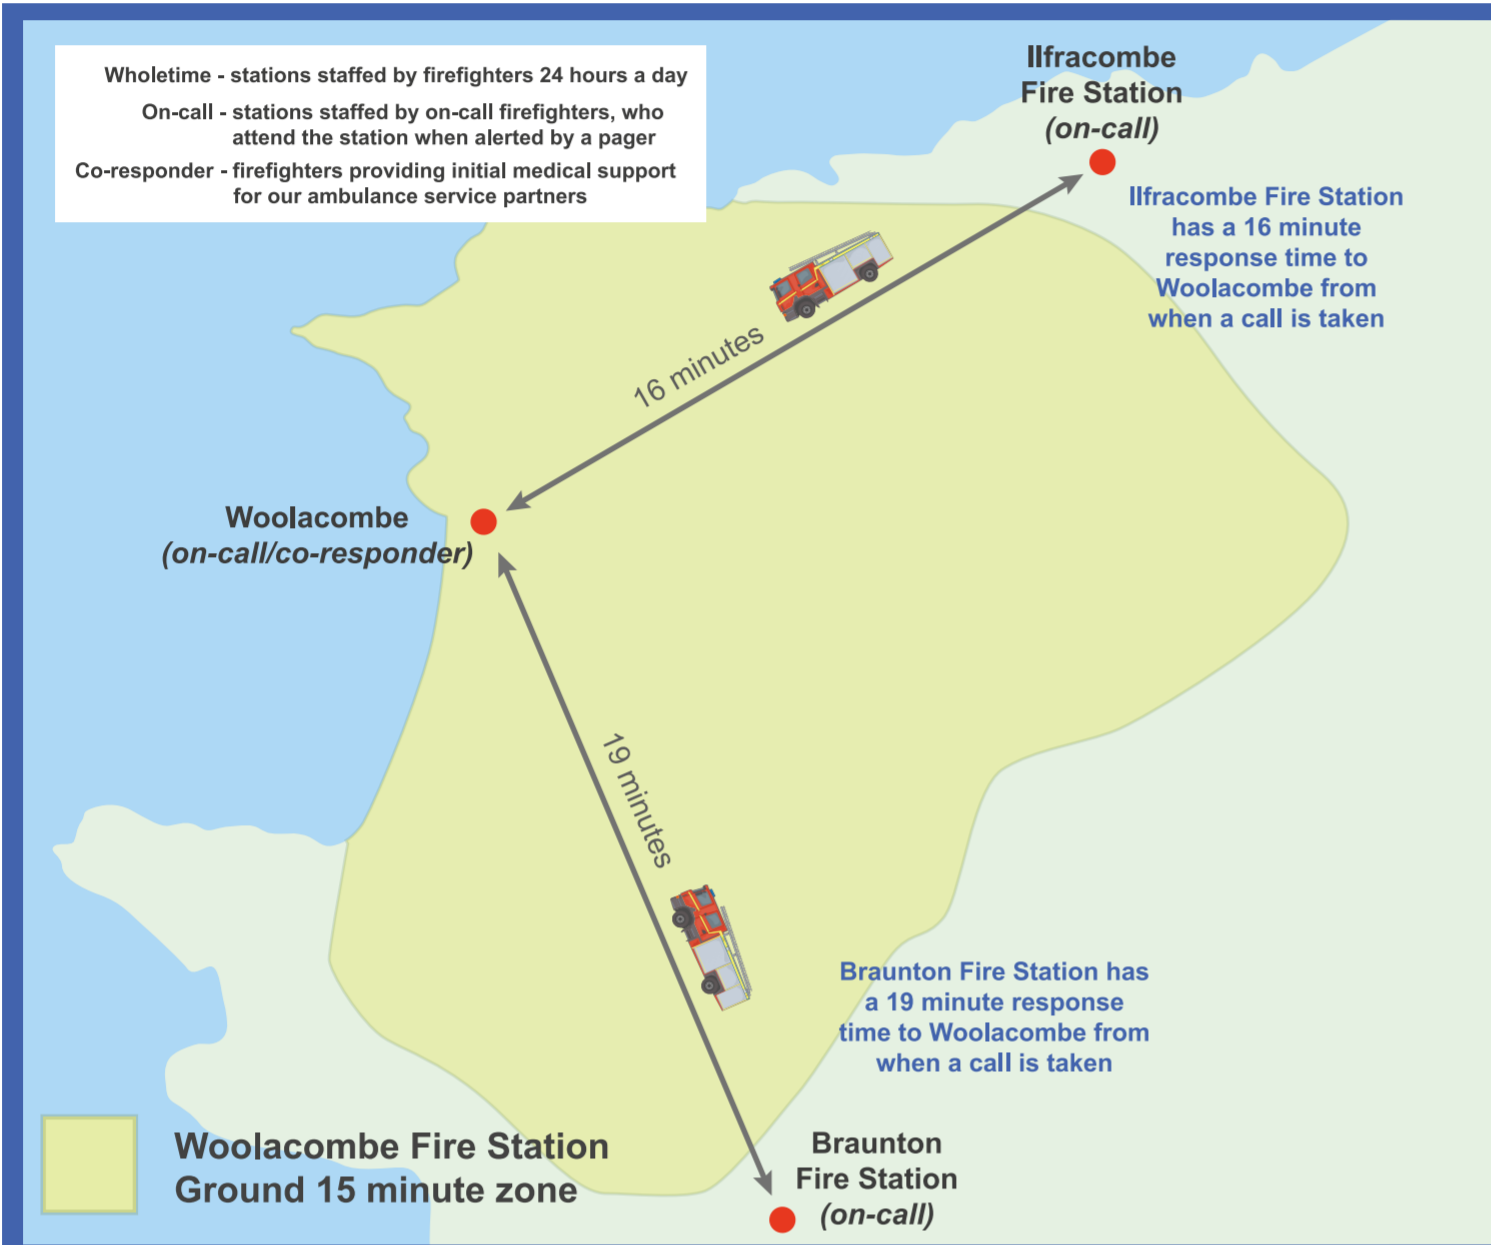 Wholetime - stations staffed by firefighters 24 hours a day
On-call - stations staffed by on-call firefighters, who
attend the station when alerted by a pager
Co-responder - firefighters providing initial medical support
for our ambulance service partners
Ilfracombe
Fire Station
(on-call)
Ilfracombe Fire Station
has a 16 minute
response time to
Woolacombe from
when a call is taken
16 minutes
Woolacombe
(on-call/co-responder)
19 minutes
Braunton Fire Station has
a 19 minute response
time to Woolacombe from
when a call is taken
Woolacombe Fire Station
Ground 15 minute zone
Braunton
Fire Station
(on-call)